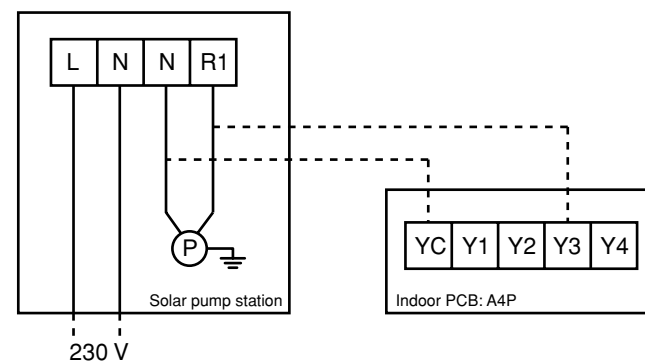 L N N R1
P
YC Y1 Y2 Y3 Y4
Solar pump station
Indoor PCB: A4P
230 V